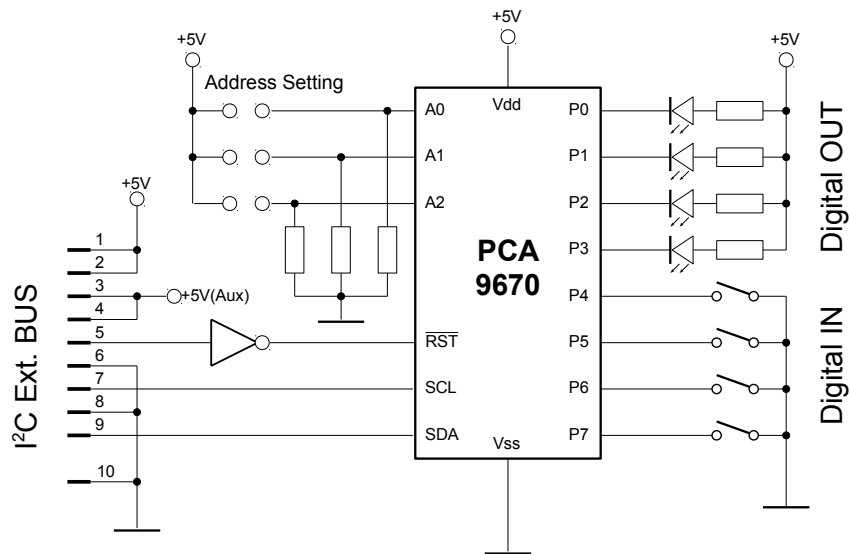 +5V
+5V
+5V
Address Setting
A0
Vdd
P0
A1
P1
A2
P2
P3
+5V
1
2
3
+5V(Aux)
4
5
6
7
8
9
10
I²C Ext. BUS
PCA
9670
RST
SCL
SDA
Vss
P4
P5
P6
P7
Digital OUT
Digital IN